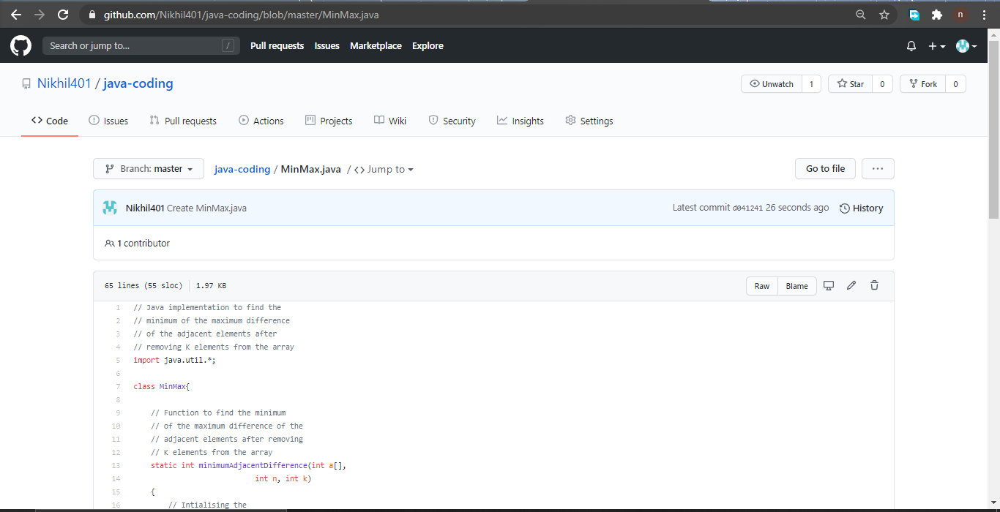 github.com/Nikhil401/java-coding/blob/master/MinMax.java
n
Search or jump to... /
Pull requests Issues Marketplace Explore
Nikhil401 / java-coding
Unwatch 1 Star 0 Fork 0
Code Issues Pull requests Actions Projects Wiki Security Insights Settings
Branch: master java-coding / MinMax.java / <> Jump to
Go to file ...
Nikhil401 Create MinMax.java Latest commit d041241 26 seconds ago History
1 contributor
65 lines (55 sloc) 1.97 KB Raw Blame
1 // Java implementation to find the
2 // minimum of the maximum difference
3 // of the adjacent elements after
4 // removing K elements from the array
5 import java.util.*;
6
7 class MinMax{
8
9 // Function to find the minimum
10 // of the maximum difference of the
11 // adjacent elements after removing
12 // K elements from the array
13 static int minimumAdjacentDifference(int a[],
14 int n, int k)
15 {
16 // Intialising the